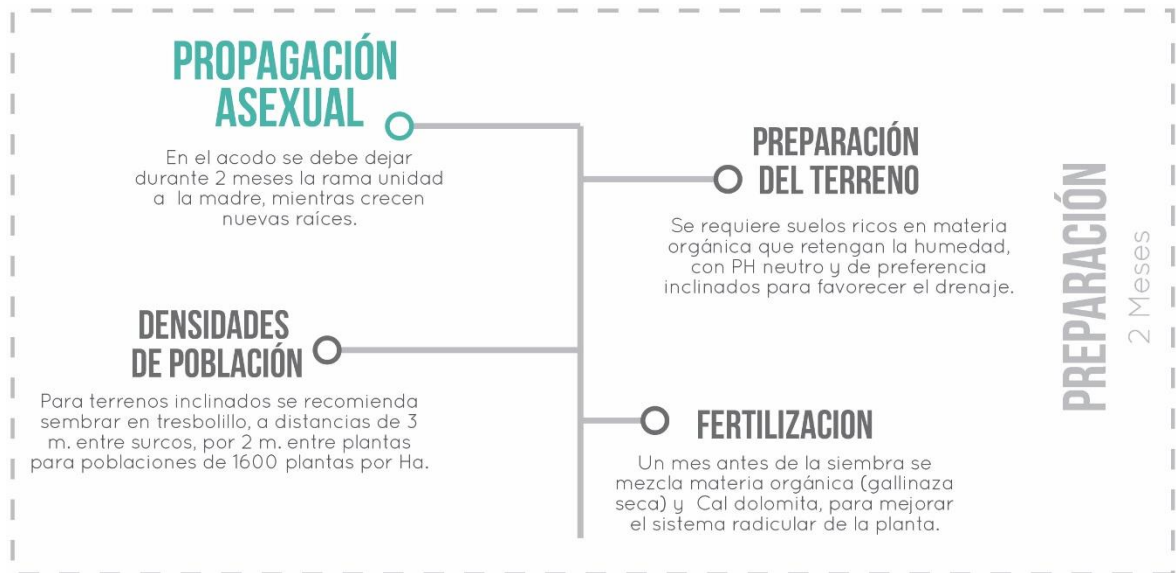 PROPAGACIÓN
ASEXUAL
En el acodo se debe dejar
durante 2 meses la rama unidad
a la madre, mientras crecen
nuevas raíces.
PREPARACIÓN
DEL TERRENO
Se requiere suelos ricos en materia
orgánica que retengan la humedad,
con PH neutro y de preferencia
inclinados para favorecer el drenaje.
DENSIDADES
DE POBLACIÓN
Para terrenos inclinados se recomienda
sembrar en tresbolillo, a distancias de 3
m. entre surcos, por 2 m. entre plantas
para poblaciones de 1600 plantas por Ha.
FERTILIZACION
Un mes antes de la siembra se
mezcla materia orgánica (gallinaza
seca) y Cal dolomita, para mejorar
el sistema radicular de la planta.
PREPARACIÓN
2 Meses